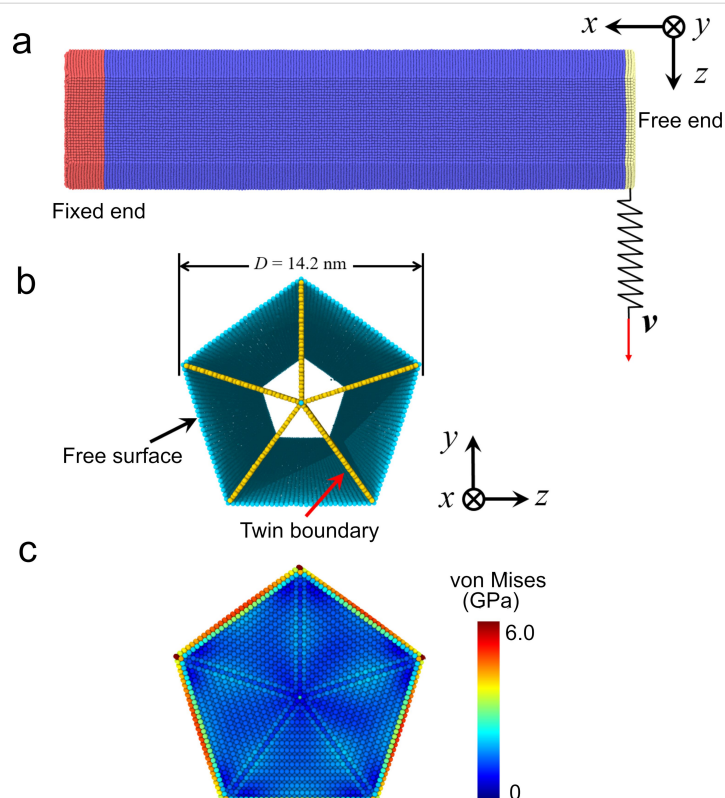 a
x
y
z
Free end
Fixed end
v
b
D = 14.2 nm
Free surface
Twin boundary
y
x
z
c
von Mises
(GPa)
6.0
0